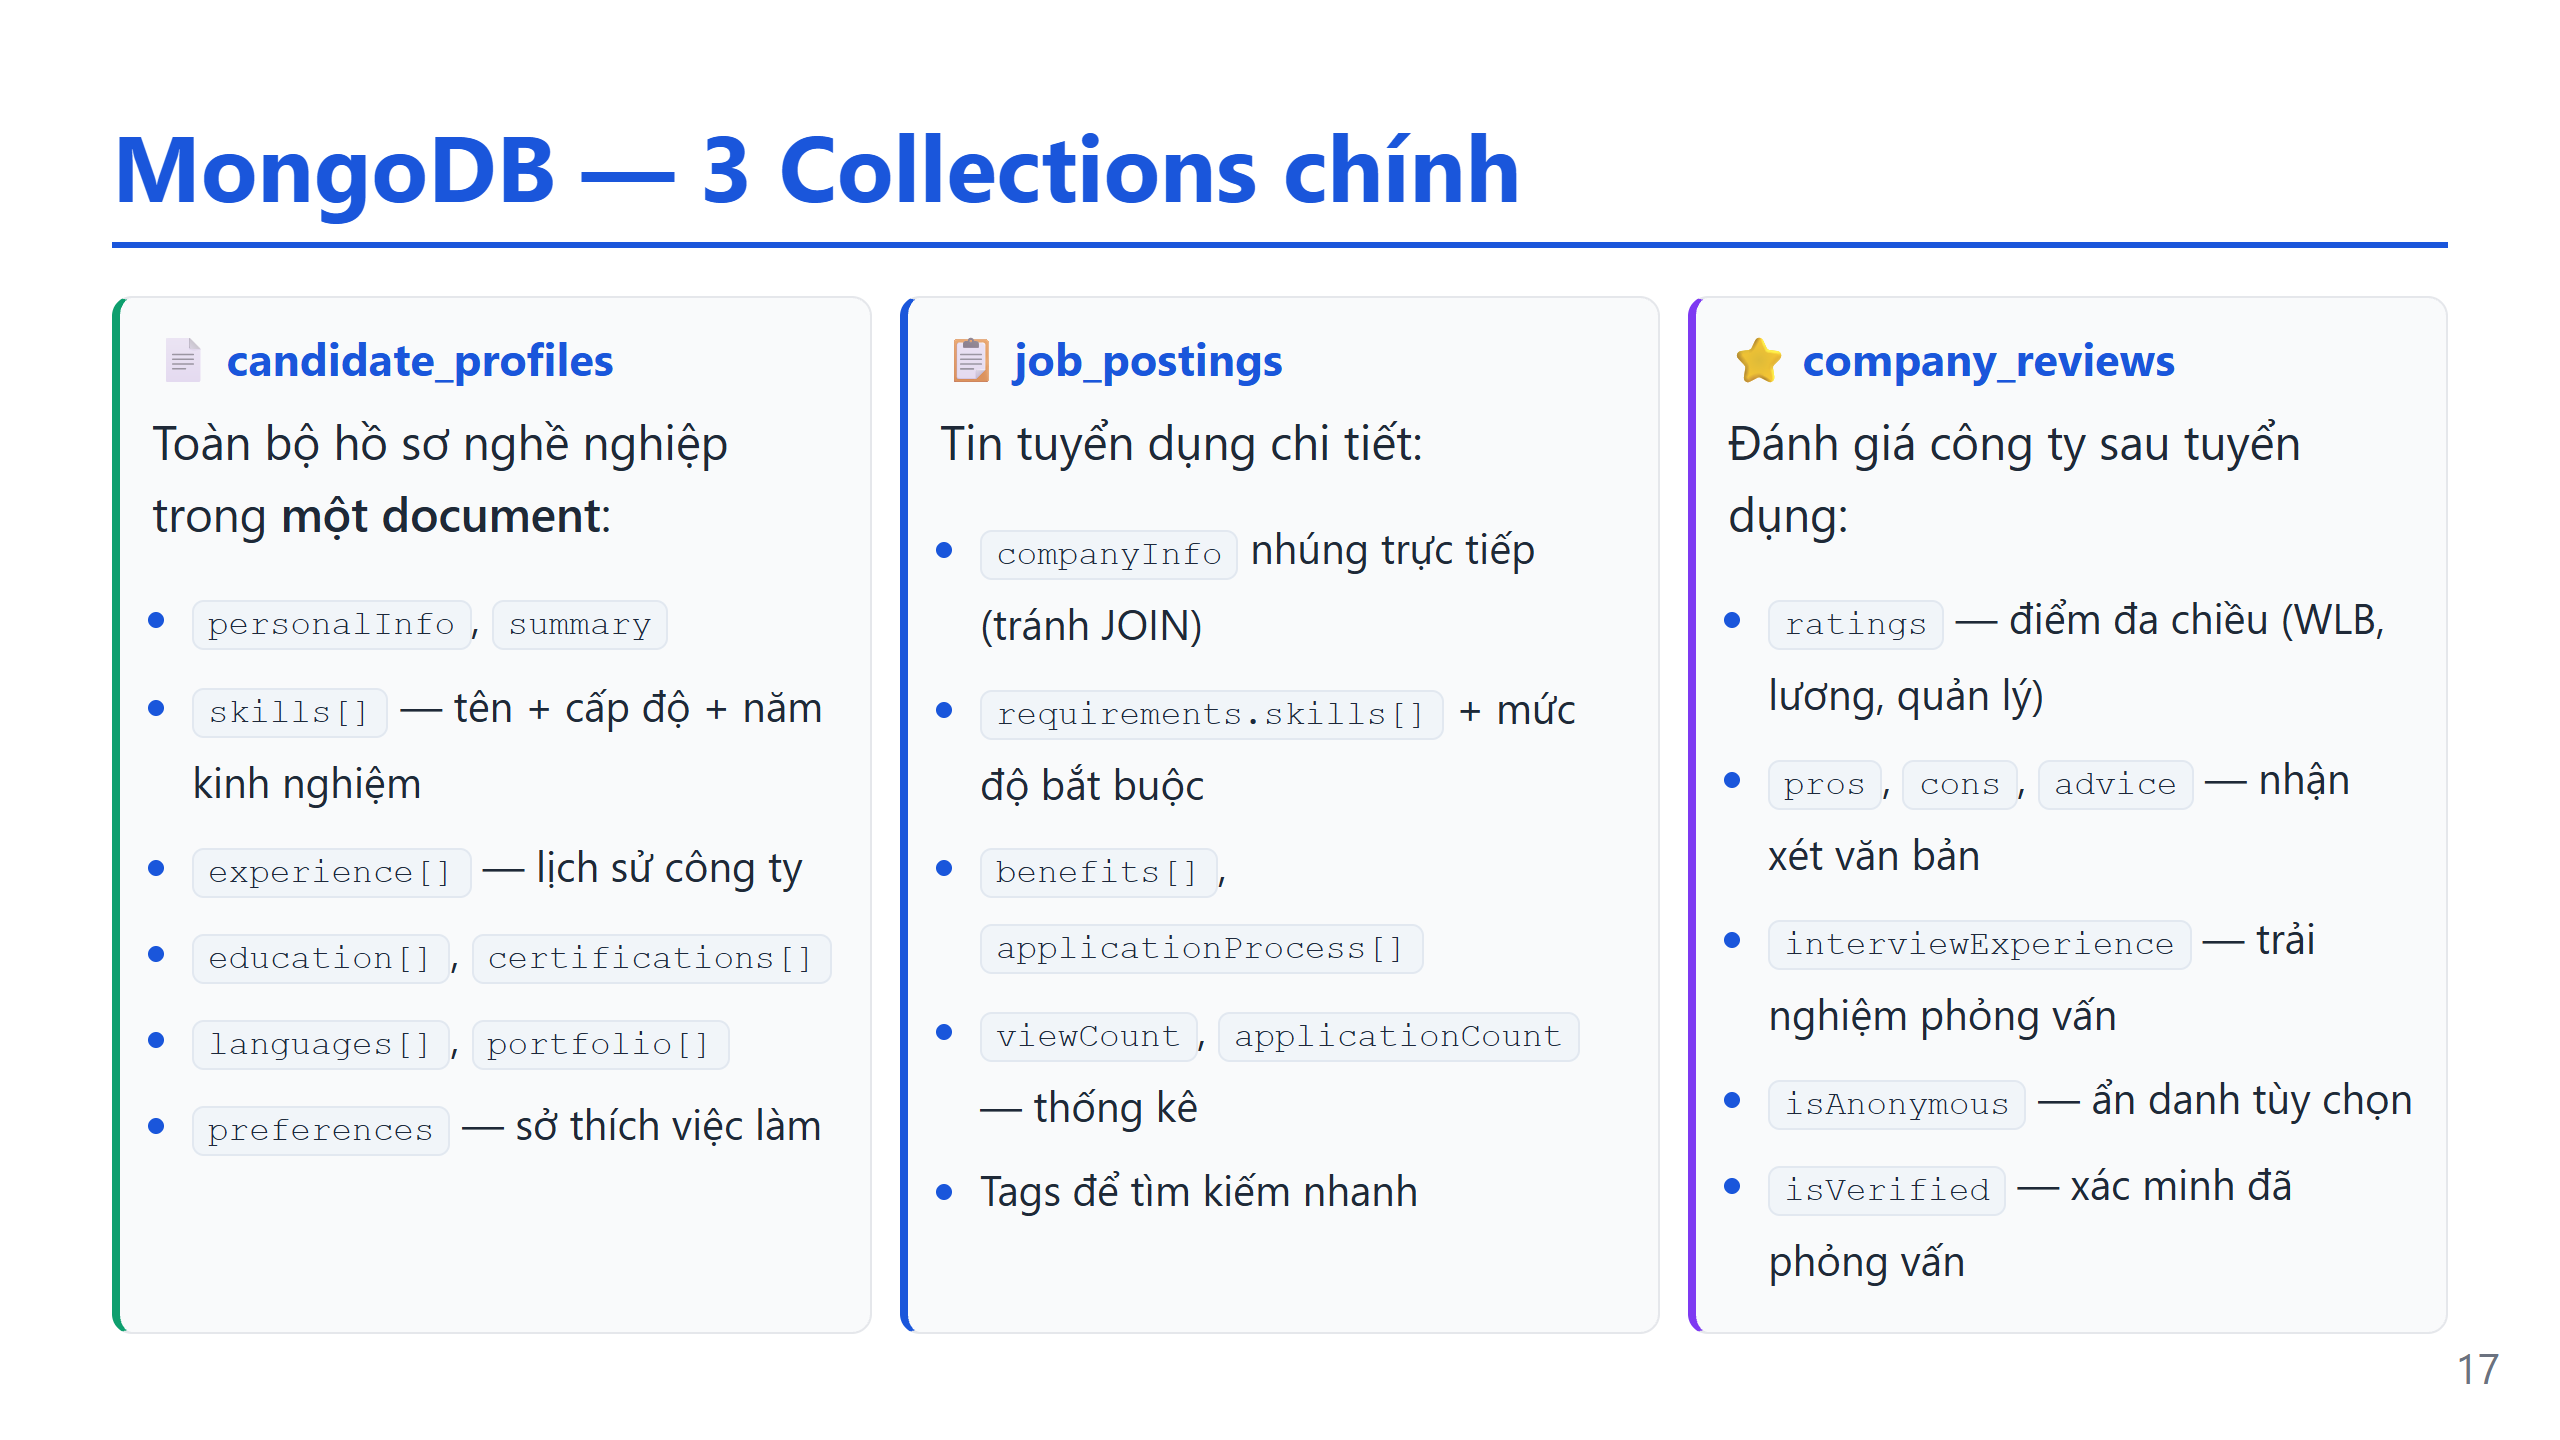 MongoDB — 3 Collections chính
candidate_profiles
Toàn bộ hồ sơ nghề nghiệp
trong một document:
personalInfo, summary
skills[] — tên + cấp độ + năm
kinh nghiệm
experience[] — lịch sử công ty
education[], certifications[]
languages[], portfolio[]
preferences — sở thích việc làm
job_postings
Tin tuyển dụng chi tiết:
companyInfo nhúng trực tiếp
(tránh JOIN)
requirements.skills[] + mức
độ bắt buộc
benefits[],
applicationProcess[]
viewCount, applicationCount
— thống kê
Tags để tìm kiếm nhanh
company_reviews
Đánh giá công ty sau tuyển
dụng:
ratings — điểm đa chiều (WLB,
lương, quản lý)
pros, cons, advice — nhận
xét văn bản
interviewExperience — trải
nghiệm phỏng vấn
isAnonymous — ẩn danh tùy chọn
isVerified — xác minh đã
phỏng vấn
17